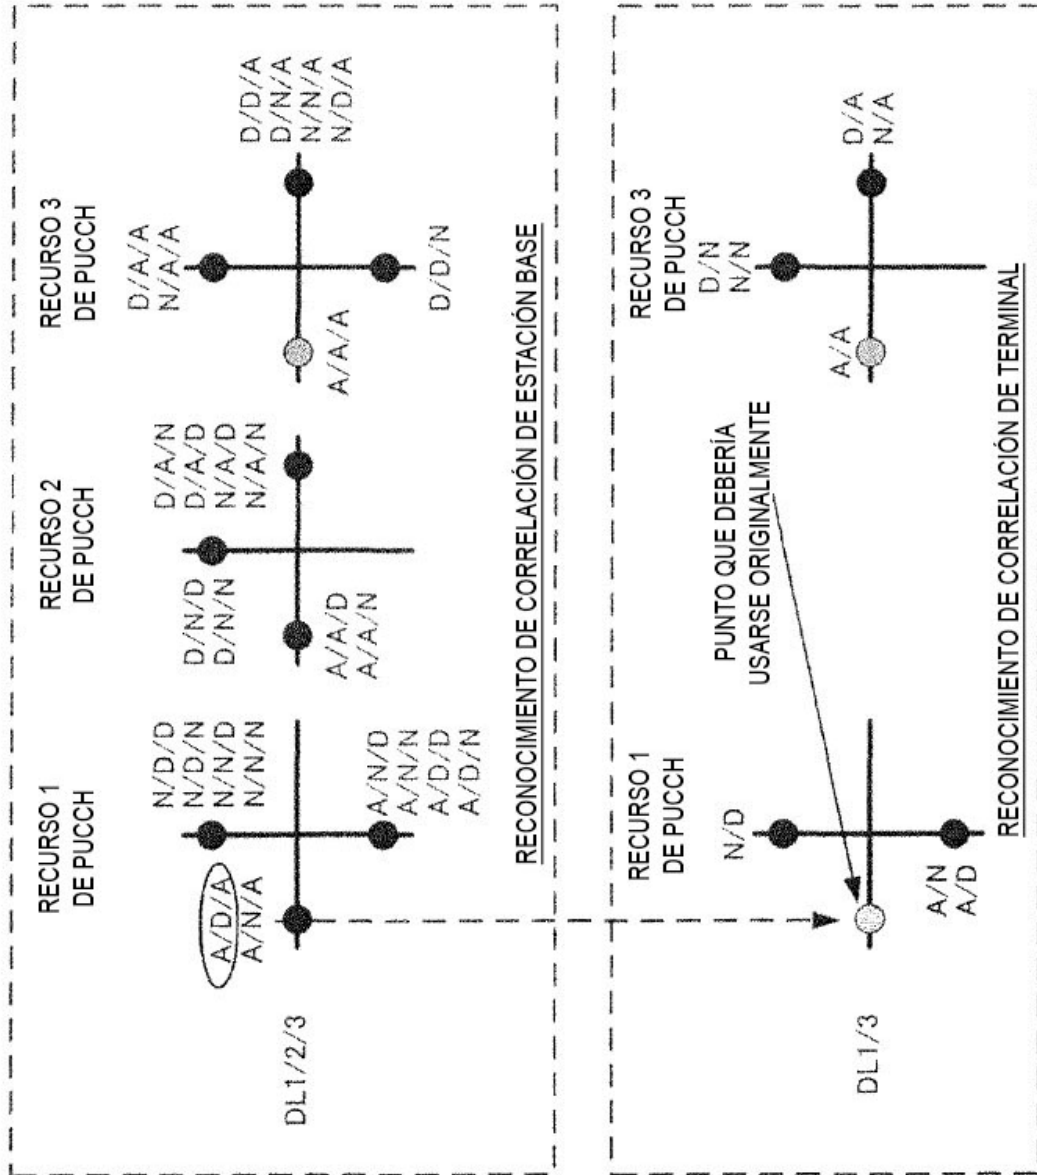 RECURSO 1
DE PUCCH
RECURSO 2
DE PUCCH
RECURSO 3
DE PUCCH
DL1/2/3
A/D/A
A/N/A
N/D/D
N/D/N
N/N/D
N/N/N
A/N/D
A/N/N
A/D/D
A/D/N
D/N/D
D/N/N
D/A/N
D/A/D
N/A/D
N/A/N
A/A/D
A/A/N
D/A/A
N/A/A
D/D/A
D/N/A
N/N/A
N/D/A
A/A/A
D/D/N
RECONOCIMIENTO DE CORRELACIÓN DE ESTACIÓN BASE
RECURSO 1
DE PUCCH
RECURSO 3
DE PUCCH
DL1/3
N/D
A/N
A/D
PUNTO QUE DEBERÍA
USARSE ORIGINALMENTE
D/N
N/N
D/A
N/A
A/A
RECONOCIMIENTO DE CORRELACIÓN DE TERMINAL